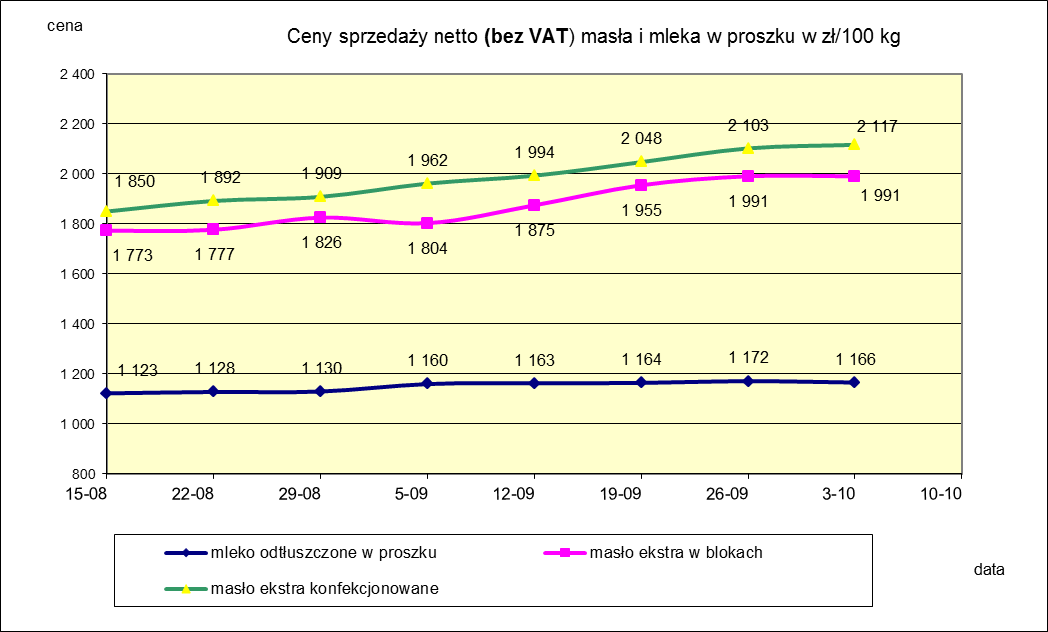 cena
Ceny sprzedaży netto (bez VAT) masła i mleka w proszku w zł/100 kg
2 400
2 200
2 000
1 800
1 600
1 400
1 200
1 000
800
1 850 1 892 1 909 1 962 1 994 2 048 2 103 2 117
1 773 1 777 1 826 1 804 1 875 1 955 1 991 1 991
1 123 1 128 1 130 1 160 1 163 1 164 1 172 1 166
15-08 22-08 29-08 5-09 12-09 19-09 26-09 3-10 10-10
mleko odtłuszczone w proszku masło ekstra w blokach
masło ekstra konfekcjonowane
data